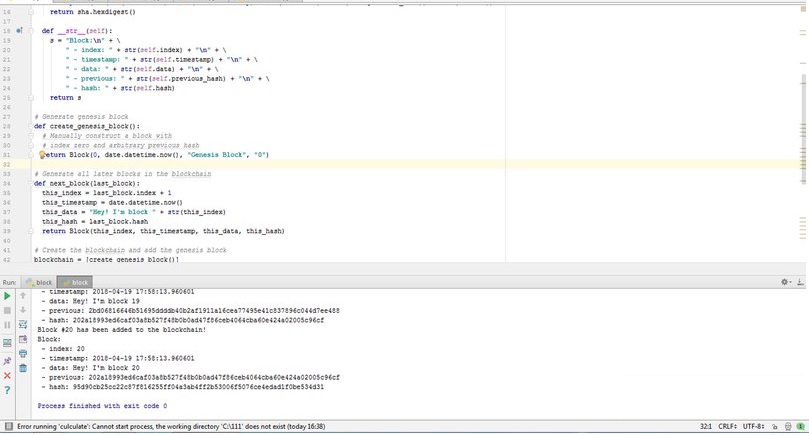 16 return sha.hexdigest()
17
18 def __str__(self):
19 s = "Block:\n" + \
20 " - index: " + str(self.index) + "\n" + \
21 " - timestamp: " + str(self.timestamp) + "\n" + \
22 " - data: " + str(self.data) + "\n" + \
23 " - previous: " + str(self.previous_hash) + "\n" + \
24 " - hash: " + str(self.hash)
25 return s
26
27 # Generate genesis block
28 def create_genesis_block():
29 # Manually construct a block with
30 # index zero and arbitrary previous hash
31 return Block(0, date.datetime.now(), "Genesis Block", "0")
32
33 # Generate all later blocks in the blockchain
34 def next_block(last_block):
35 this_index = last_block.index + 1
36 this_timestamp = date.datetime.now()
37 this_data = "Hey! I'm block " + str(this_index)
38 this_hash = last_block.hash
39 return Block(this_index, this_timestamp, this_data, this_hash)
40
41 # Create the blockchain and add the genesis block
42 blockchain = [create_genesis_block()]
Run: block block
- timestamp: 2018-04-19 17:58:13.960601
- data: Hey! I'm block 19
- previous: 2bd06816646b51695ddddb40b2af1911a16cea77495e41c837896c044d7ee488
- hash: 202a18993ed6caf03a8b527f48b0b0ad47f86ceb4064cba60e424a02005c96cf
Block #20 has been added to the blockchain!
Block:
- index: 20
- timestamp: 2018-04-19 17:58:13.960601
- data: Hey! I'm block 20
- previous: 202a18993ed6caf03a8b527f48b0b0ad47f86ceb4064cba60e424a02005c96cf
- hash: 95d90cb25cc22c87f816255ff04a3ab4ff2b53006f5076ce4edad1f0be534d31
Process finished with exit code 0
Error running 'culculate': Cannot start process, the working directory 'C:\111' does not exist (today 16:38) 32:1 CRLF UTF-8